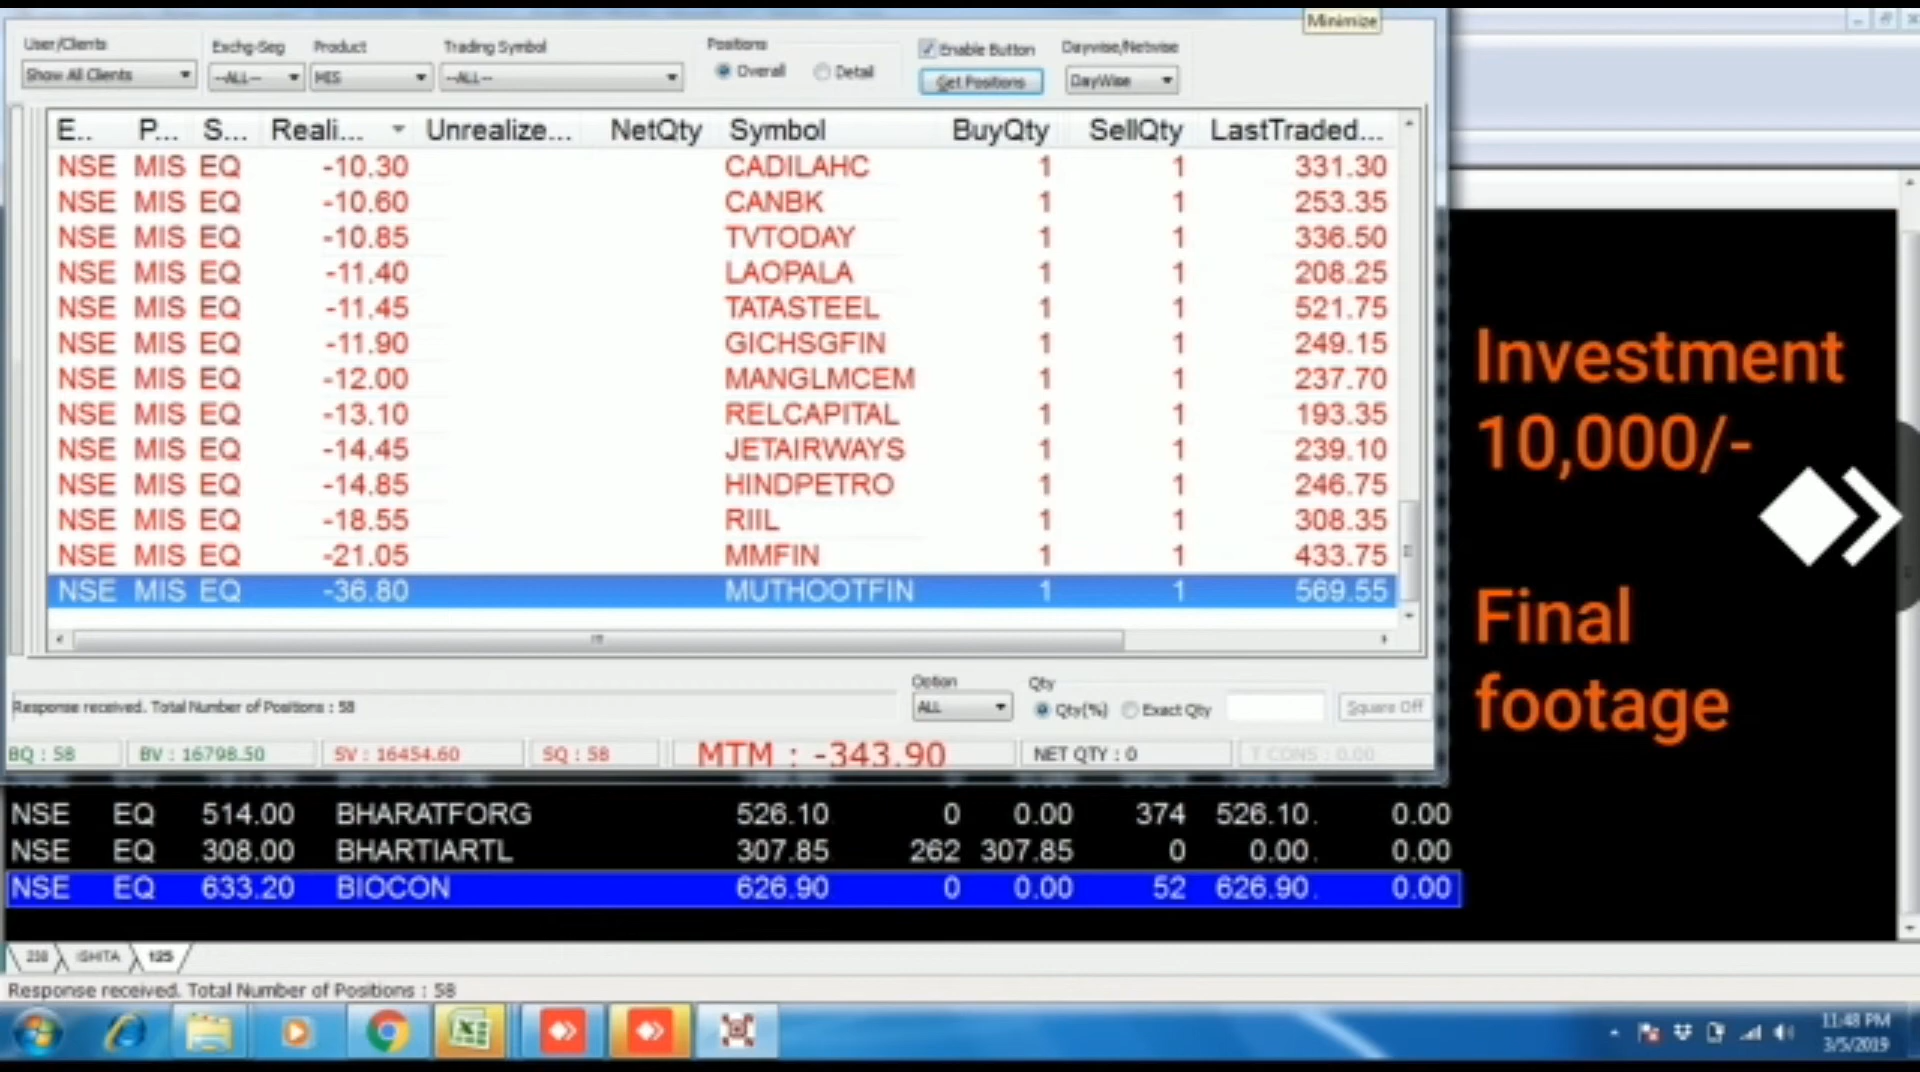 Minimize
User/Clients Exchg-Seg Product Trading Symbol Positions Enable Button Daywise/Netwise
Show All Clients --ALL-- MIS --ALL-- Overall Detail Get Positions DayWise
E.. P... S... Reali... Unrealize... NetQty Symbol BuyQty SellQty LastTraded...
NSE MIS EQ -10.30 CADILAHC 1 1 331.30
NSE MIS EQ -10.60 CANBK 1 1 253.35
NSE MIS EQ -10.85 TVTODAY 1 1 336.50
NSE MIS EQ -11.40 LAOPALA 1 1 208.25
NSE MIS EQ -11.45 TATASTEEL 1 1 521.75
NSE MIS EQ -11.90 GICHSGFIN 1 1 249.15
NSE MIS EQ -12.00 MANGLMCEM 1 1 237.70
NSE MIS EQ -13.10 RELCAPITAL 1 1 193.35
NSE MIS EQ -14.45 JETAIRWAYS 1 1 239.10
NSE MIS EQ -14.85 HINDPETRO 1 1 246.75
NSE MIS EQ -18.55 RIIL 1 1 308.35
NSE MIS EQ -21.05 MMFIN 1 1 433.75
NSE MIS EQ -36.80 MUTHOOTFIN 1 1 569.55
Option Qty
Response received. Total Number of Positions : 58 ALL Qty(%) Exact Qty Square Off
BQ : 58 BV : 16798.50 SV : 16454.60 SQ : 58 MTM : -343.90 NET QTY : 0 T CONS : 0.00
NSE EQ 514.00 BHARATFORG 526.10 0 0.00 374 526.10. 0.00
NSE EQ 308.00 BHARTIARTL 307.85 262 307.85 0 0.00. 0.00
NSE EQ 633.20 BIOCON 626.90 0 0.00 52 626.90. 0.00
Investment
10,000/-
Final
footage
ISHITA 125
Response received. Total Number of Positions : 58
11:48 PM
3/5/2019